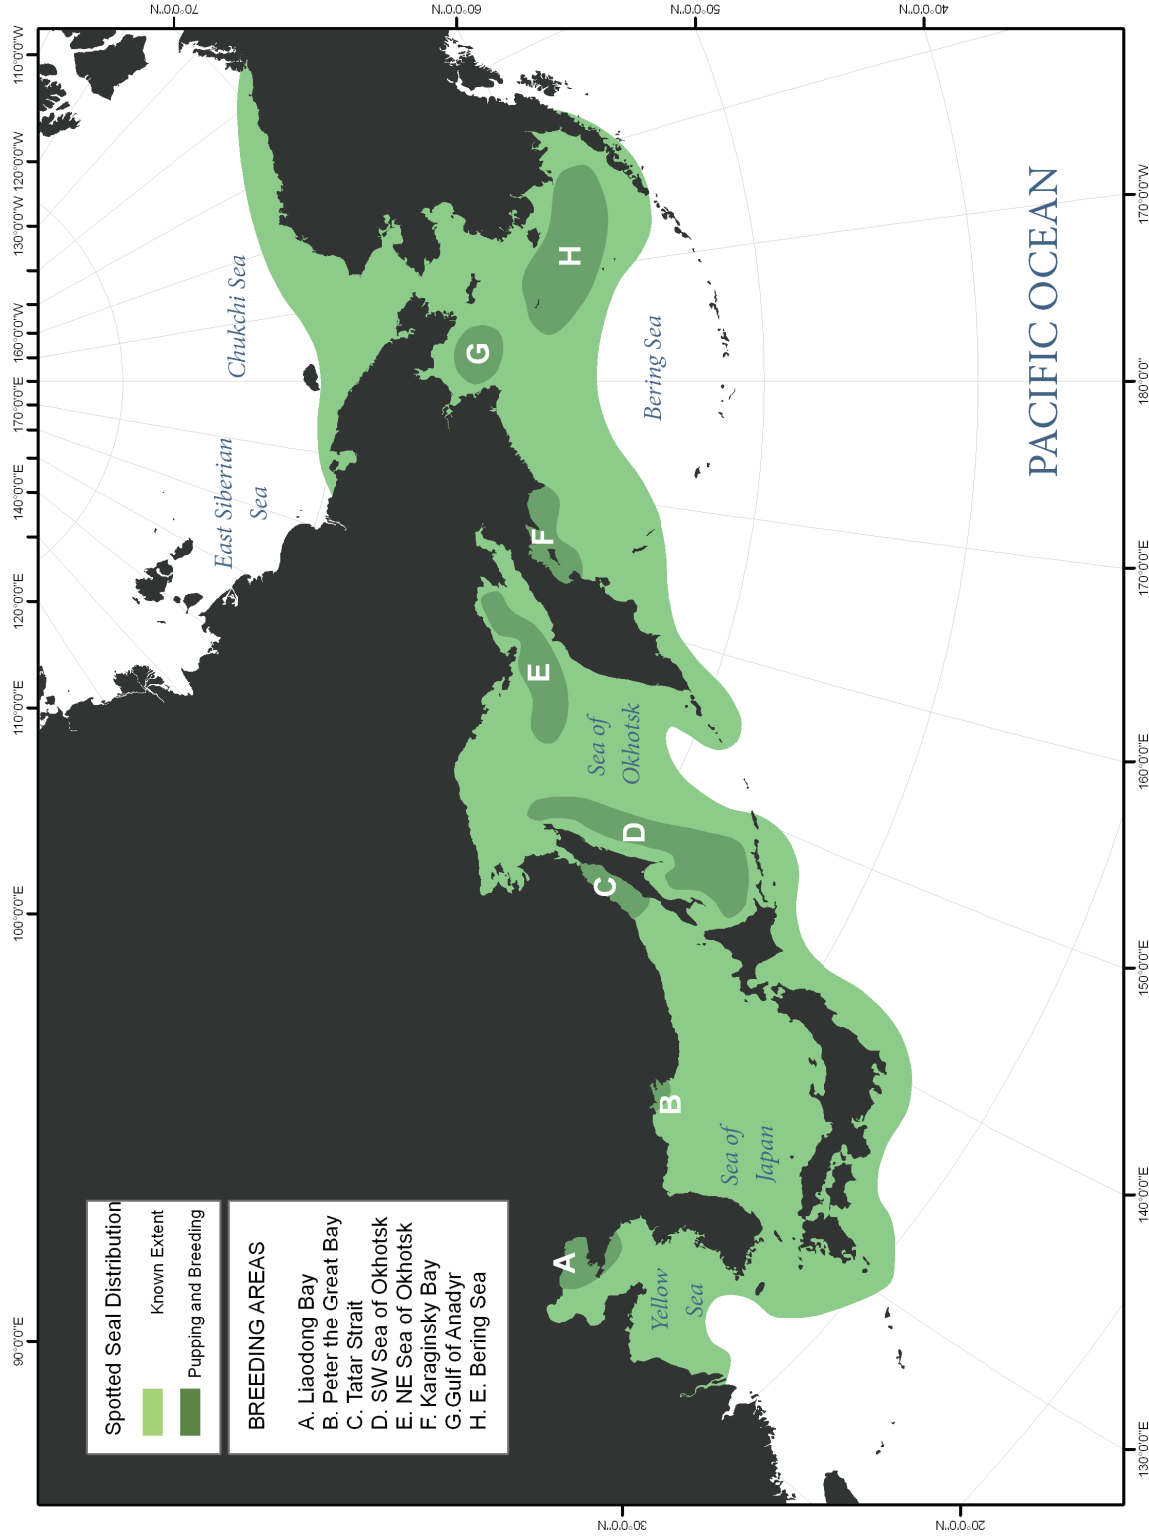 90°0'0"E
100°0'0"E
110°0'0"E
120°0'0"E
140°0'0"E
170°0'0"E
160°0'0"W
130°0'0"W
120°0'0"W
110°0'0"W
70°0'0"N
60°0'0"N
50°0'0"N
40°0'0"N
Spotted Seal Distribution
Known Extent
Pupping and Breeding
BREEDING AREAS
A. Liaodong Bay
B. Peter the Great Bay
C. Tatar Strait
D. SW Sea of Okhotsk
E. NE Sea of Okhotsk
F. Karaginsky Bay
G.Gulf of Anadyr
H. E. Bering Sea
East Siberian
Sea
Chukchi Sea
G
A
C
E
F
H
B
D
Sea of
Okhotsk
Bering Sea
Yellow
Sea
Sea of
Japan
PACIFIC OCEAN
30°0'0"N
20°0'0"N
130°0'0"E
140°0'0"E
150°0'0"E
160°0'0"E
170°0'0"E
180°0'0"
170°0'0"W